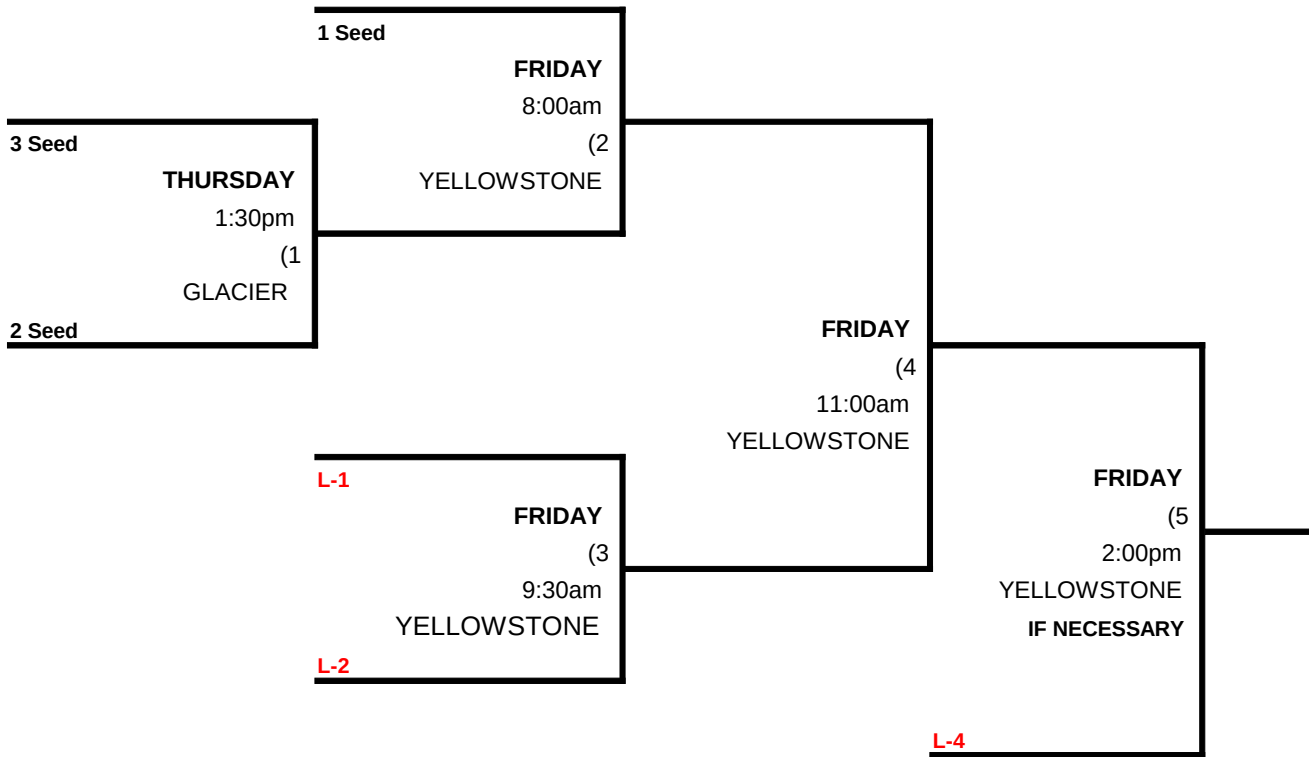 1 Seed
FRIDAY
8:00am
(2
YELLOWSTONE
3 Seed
THURSDAY
1:30pm
(1
GLACIER
2 Seed
FRIDAY
(4
11:00am
YELLOWSTONE
L-1
FRIDAY
(3
9:30am
YELLOWSTONE
L-2
FRIDAY
(5
2:00pm
YELLOWSTONE
IF NECESSARY
L-4